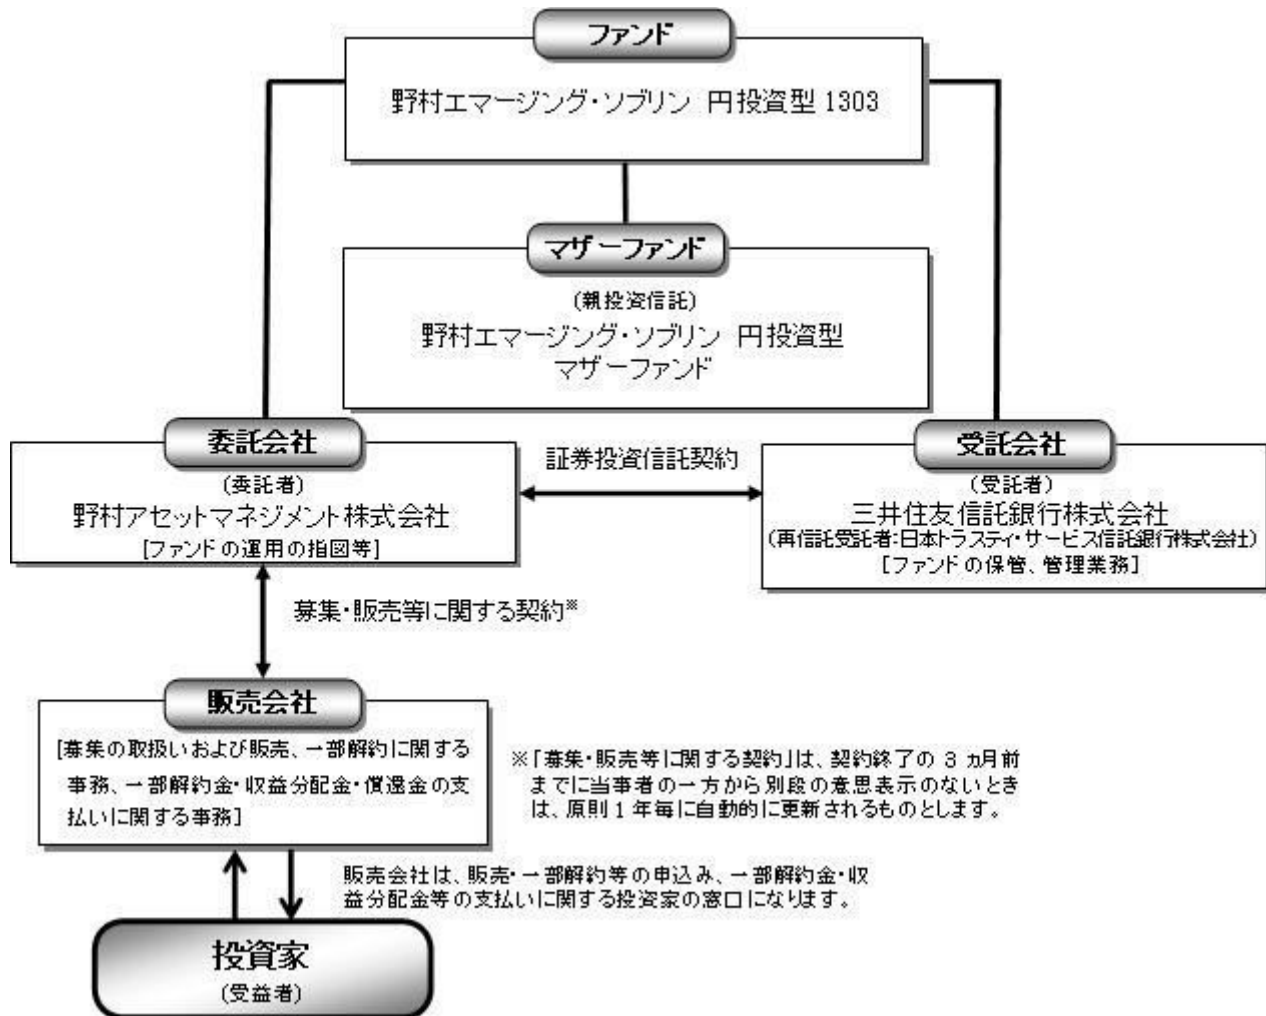 ファンド
野村エマージング・ソブリン 円投資型 1303
マザーファンド
(親投資信託)
野村エマージング・ソブリン 円投資型
マザーファンド
委託会社
(委託者)
野村アセットマネジメント株式会社
[ファンドの運用の指図等]
証券投資信託契約
受託会社
(受託者)
三井住友信託銀行株式会社
(再信託受託者:日本トラスティ・サービス信託銀行株式会社)
[ファンドの保管、管理業務]
募集・販売等に関する契約※
販売会社
[募集の取扱いおよび販売、一部解約に関する
事務、一部解約金・収益分配金・償還金の支
払いに関する事務]
※「募集・販売等に関する契約」は、契約終了の 3 ヵ月前
までに当事者の一方から別段の意思表示のないとき
は、原則 1 年毎に自動的に更新されるものとします。
販売会社は、販売・一部解約等の申込み、一部解約金・収
益分配金等の支払いに関する投資家の窓口になります。
投資家
(受益者)